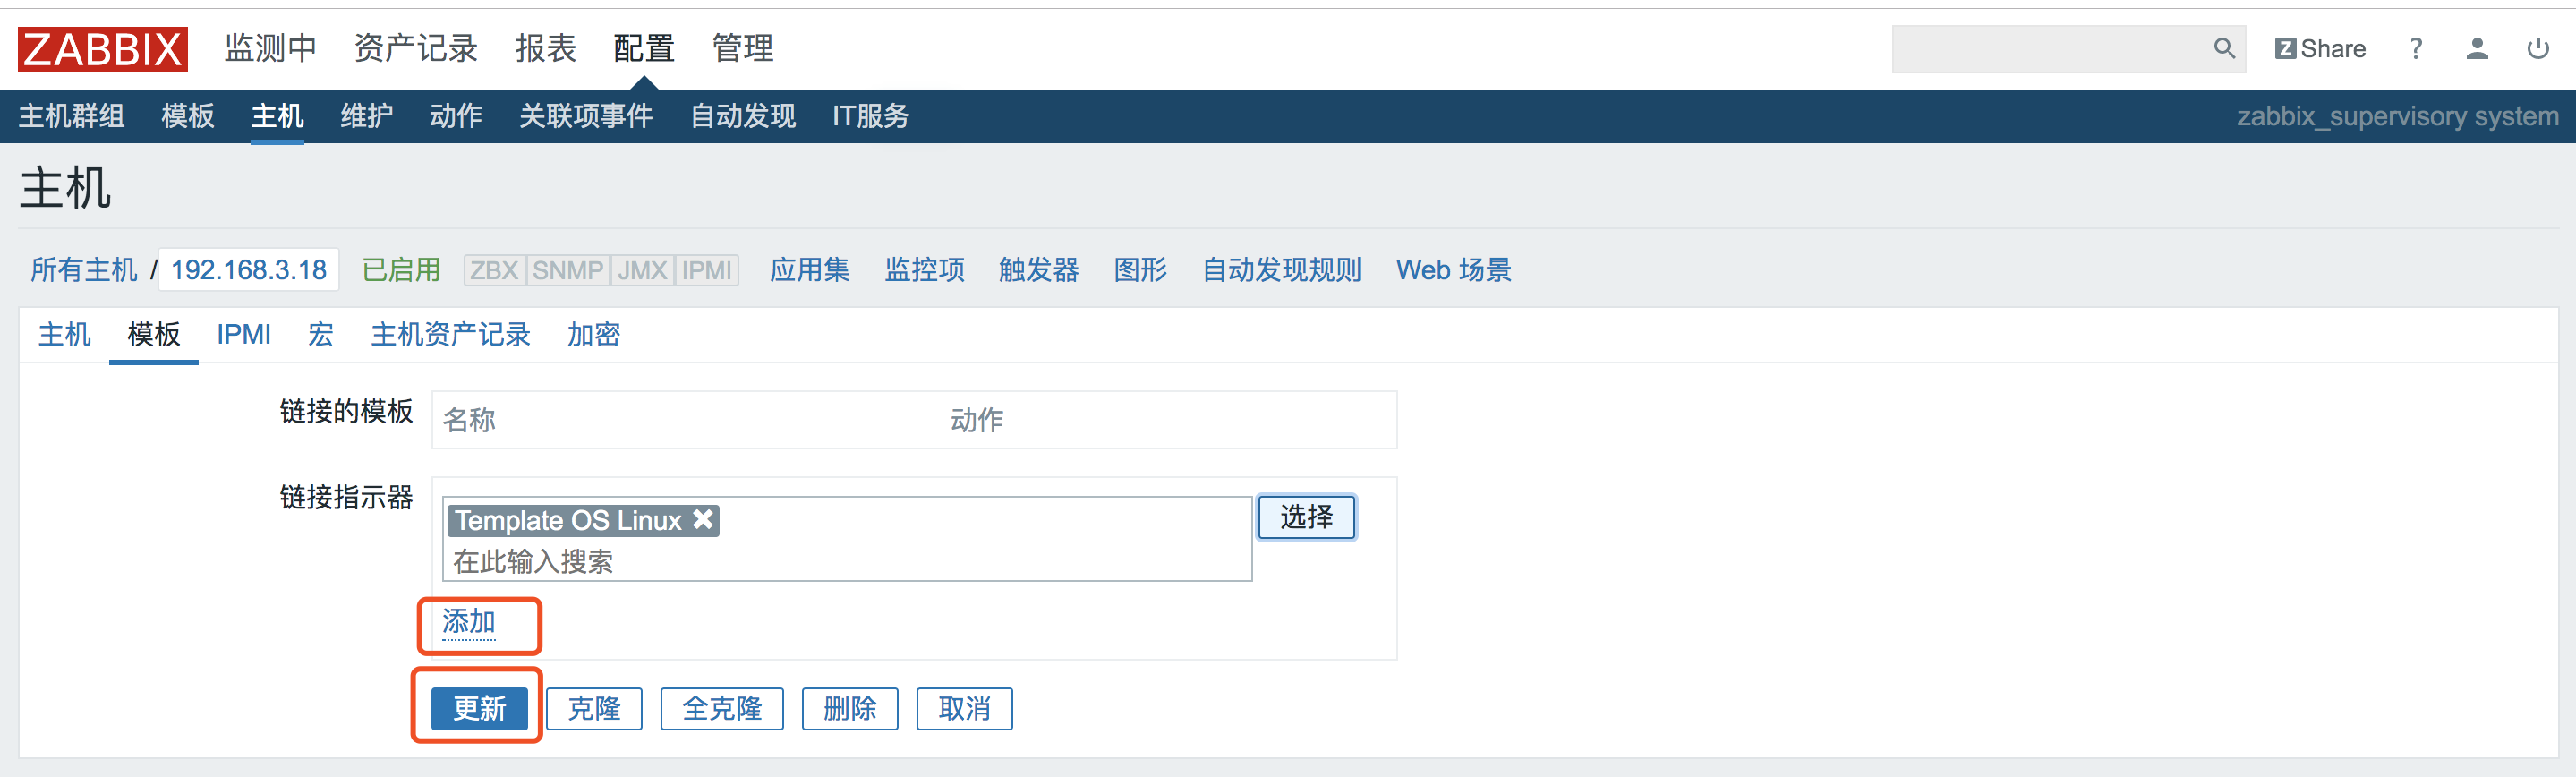 ZABBIX 监测中 资产记录 报表 配置 管理 Z Share ?
主机群组 模板 主机 维护 动作 关联项事件 自动发现 IT服务 zabbix_supervisory system
主机
所有主机 / 192.168.3.18 已启用 ZBX SNMP JMX IPMI 应用集 监控项 触发器 图形 自动发现规则 Web 场景
主机 模板 IPMI 宏 主机资产记录 加密
链接的模板 名称 动作
链接指示器 Template OS Linux 选择
在此输入搜索
添加
更新 克隆 全克隆 删除 取消